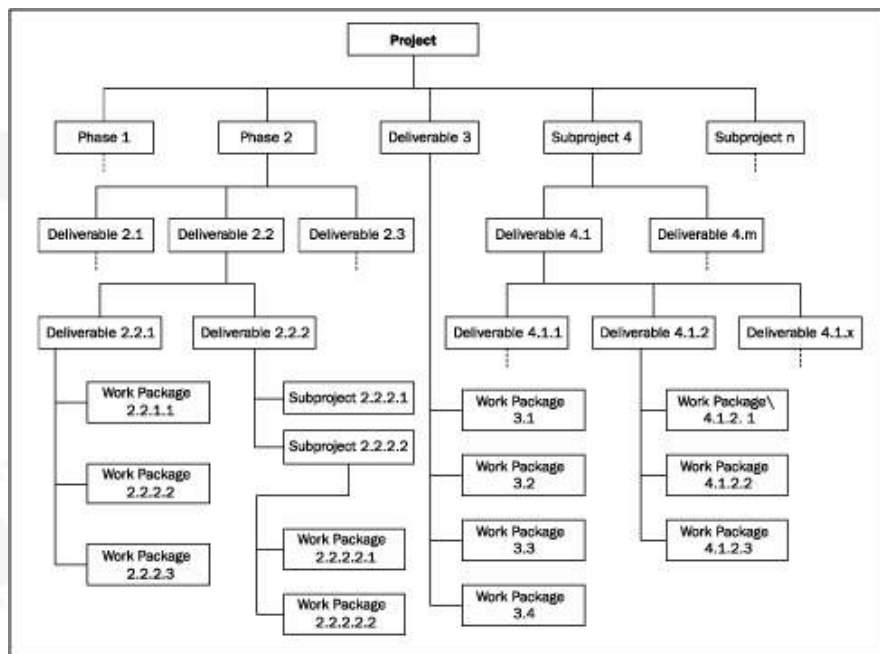 Project
Phase 1
Phase 2
Deliverable 3
Subproject 4
Subproject n
Deliverable 2.1
Deliverable 2.2
Deliverable 2.3
Deliverable 4.1
Deliverable 4.m
Deliverable 2.2.1
Deliverable 2.2.2
Deliverable 4.1.1
Deliverable 4.1.2
Deliverable 4.1.x
Work Package
2.2.1.1
Work Package
2.2.2.2
Work Package
2.2.2.3
Subproject 2.2.2.1
Subproject 2.2.2.2
Work Package
2.2.2.2.1
Work Package
2.2.2.2.2
Work Package
3.1
Work Package
3.2
Work Package
3.3
Work Package
3.4
Work Package\
4.1.2. 1
Work Package
4.1.2.2
Work Package
4.1.2.3